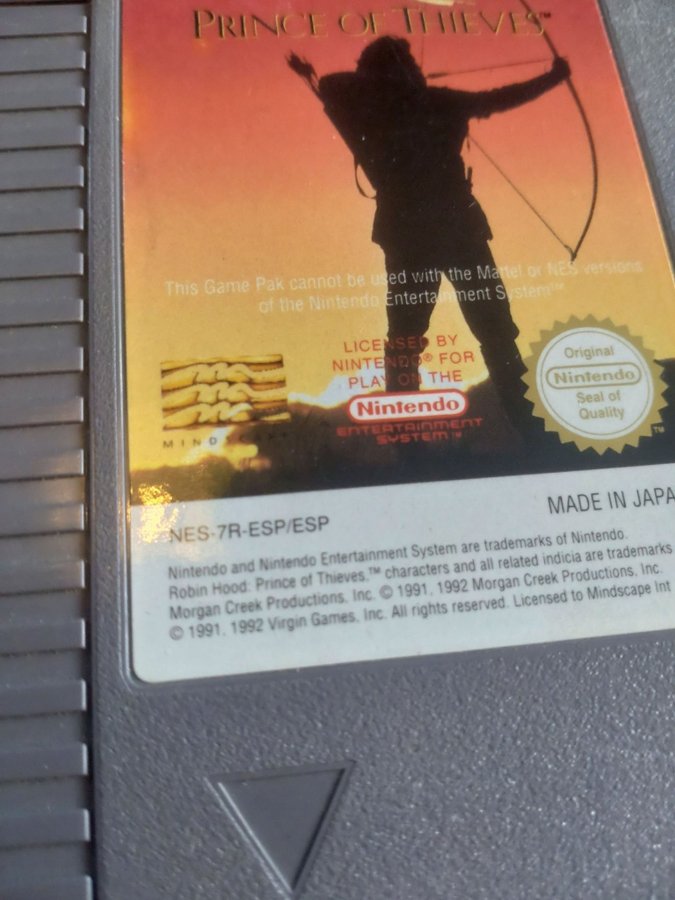 PRINCE OF THIEVES™
This Game Pak cannot be used with the Mattel or NES versions
of the Nintendo Entertainment System™
LICENSED BY
NINTENDO® FOR
PLAY ON THE
Nintendo
ENTERTAINMENT
SYSTEM™
MINDSCAPE
Original
Nintendo
Seal of
Quality
TM
NES-7R-ESP/ESP
MADE IN JAPA
Nintendo and Nintendo Entertainment System are trademarks of Nintendo.
Robin Hood: Prince of Thieves,™ characters and all related indicia are trademarks
Morgan Creek Productions, Inc. © 1991, 1992 Morgan Creek Productions, Inc.
© 1991, 1992 Virgin Games, Inc. All rights reserved. Licensed to Mindscape Int